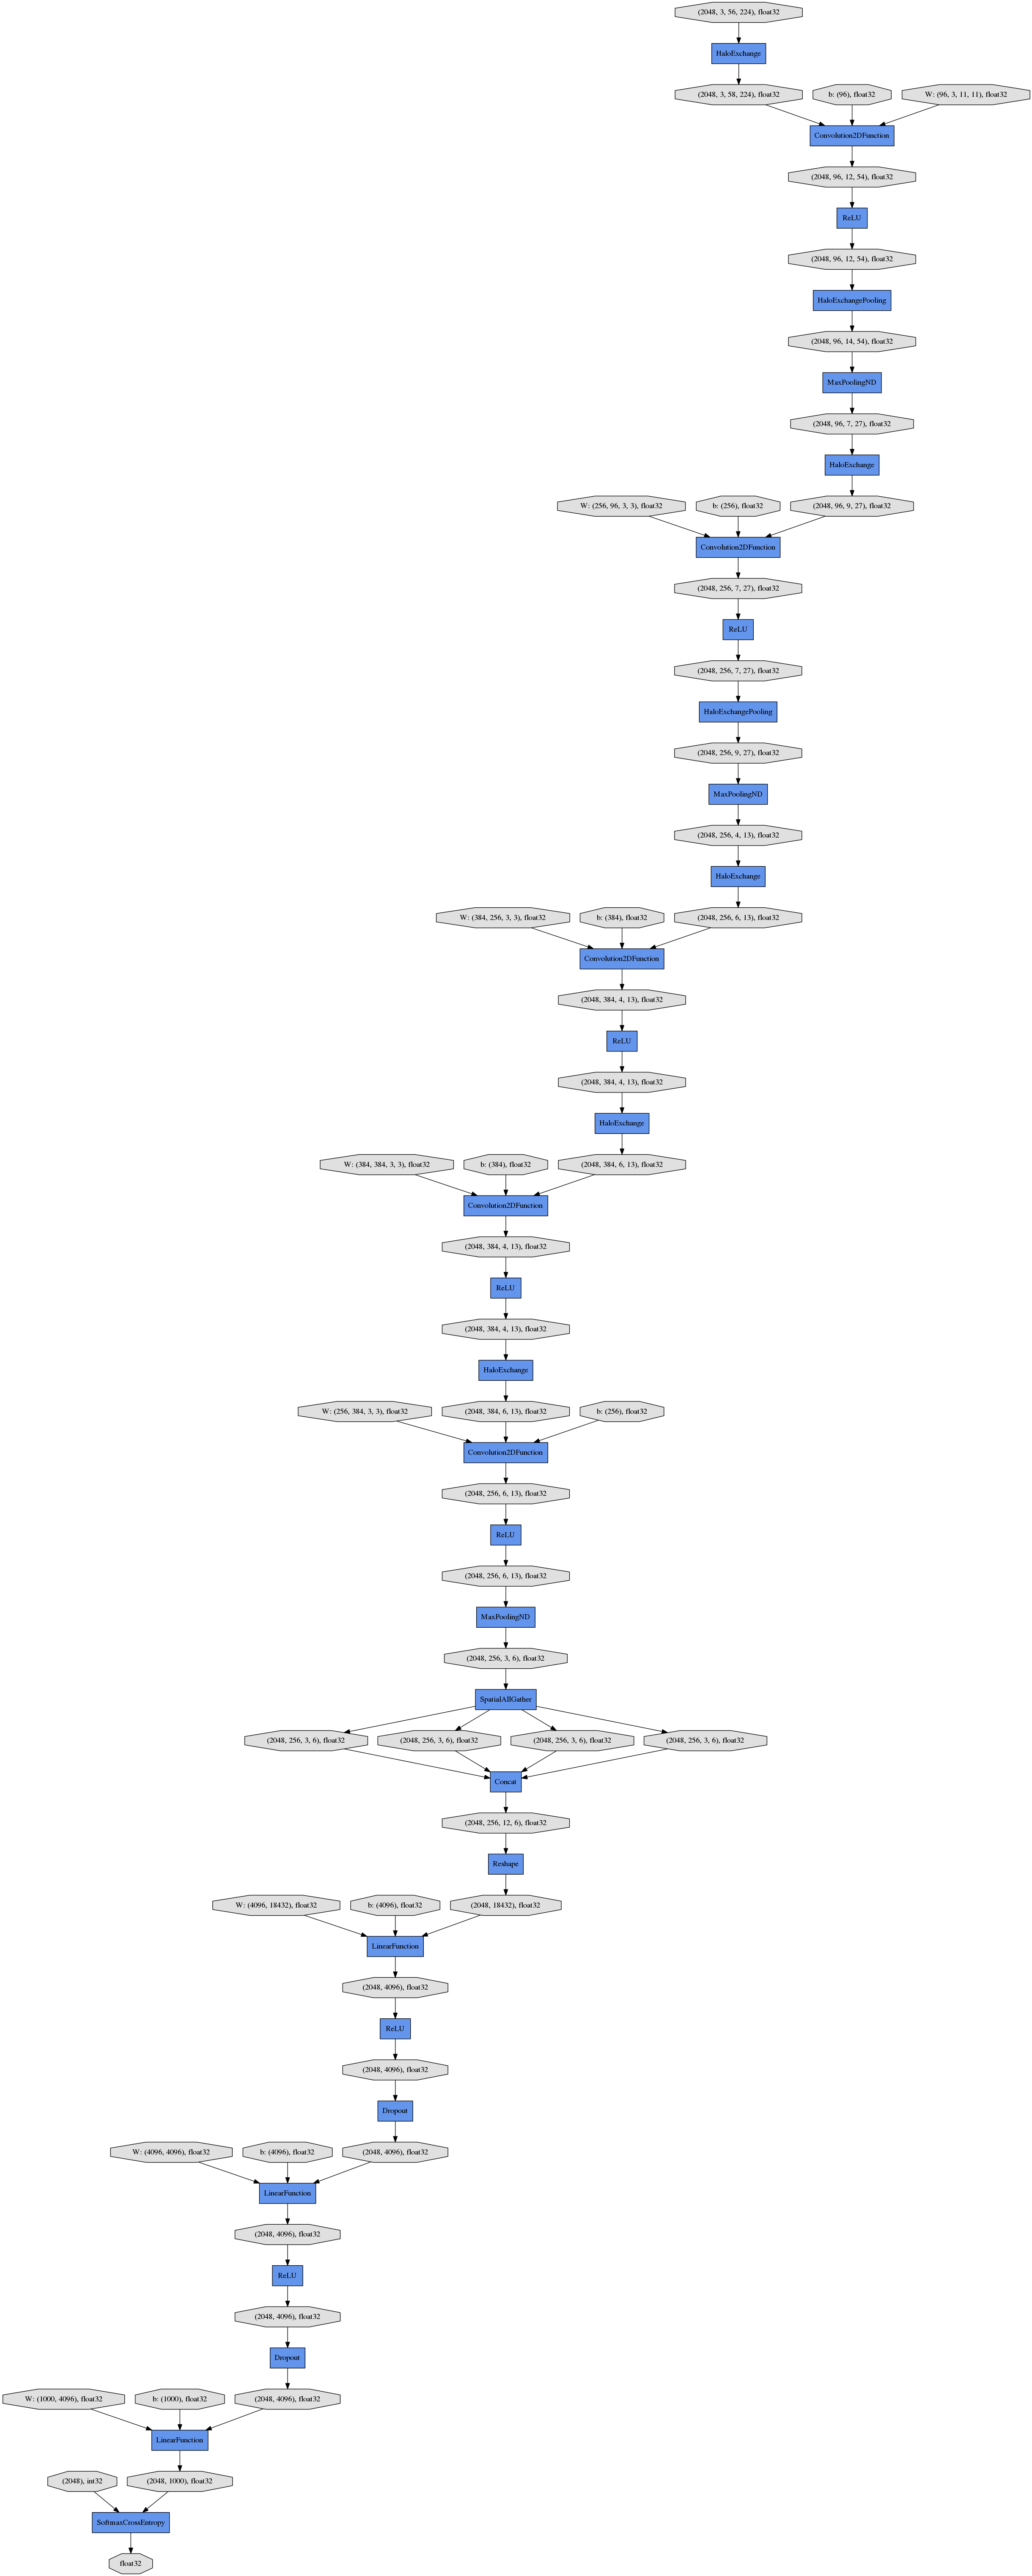 (2048, 3, 56, 224), float32
HaloExchange
(2048, 3, 58, 224), float32
b: (96), float32
W: (96, 3, 11, 11), float32
Convolution2DFunction
(2048, 96, 12, 54), float32
ReLU
(2048, 96, 12, 54), float32
HaloExchangePooling
(2048, 96, 14, 54), float32
MaxPoolingND
(2048, 96, 7, 27), float32
HaloExchange
W: (256, 96, 3, 3), float32
b: (256), float32
(2048, 96, 9, 27), float32
Convolution2DFunction
(2048, 256, 7, 27), float32
ReLU
(2048, 256, 7, 27), float32
HaloExchangePooling
(2048, 256, 9, 27), float32
MaxPoolingND
(2048, 256, 4, 13), float32
HaloExchange
W: (384, 256, 3, 3), float32
b: (384), float32
(2048, 256, 6, 13), float32
Convolution2DFunction
(2048, 384, 4, 13), float32
ReLU
(2048, 384, 4, 13), float32
HaloExchange
W: (384, 384, 3, 3), float32
b: (384), float32
(2048, 384, 6, 13), float32
Convolution2DFunction
(2048, 384, 4, 13), float32
ReLU
(2048, 384, 4, 13), float32
HaloExchange
W: (256, 384, 3, 3), float32
(2048, 384, 6, 13), float32
b: (256), float32
Convolution2DFunction
(2048, 256, 6, 13), float32
ReLU
(2048, 256, 6, 13), float32
MaxPoolingND
(2048, 256, 3, 6), float32
SpatialAllGather
(2048, 256, 3, 6), float32
(2048, 256, 3, 6), float32
(2048, 256, 3, 6), float32
(2048, 256, 3, 6), float32
Concat
(2048, 256, 12, 6), float32
Reshape
W: (4096, 18432), float32
b: (4096), float32
(2048, 18432), float32
LinearFunction
(2048, 4096), float32
ReLU
(2048, 4096), float32
Dropout
W: (4096, 4096), float32
b: (4096), float32
(2048, 4096), float32
LinearFunction
(2048, 4096), float32
ReLU
(2048, 4096), float32
Dropout
W: (1000, 4096), float32
b: (1000), float32
(2048, 4096), float32
LinearFunction
(2048), int32
(2048, 1000), float32
SoftmaxCrossEntropy
float32